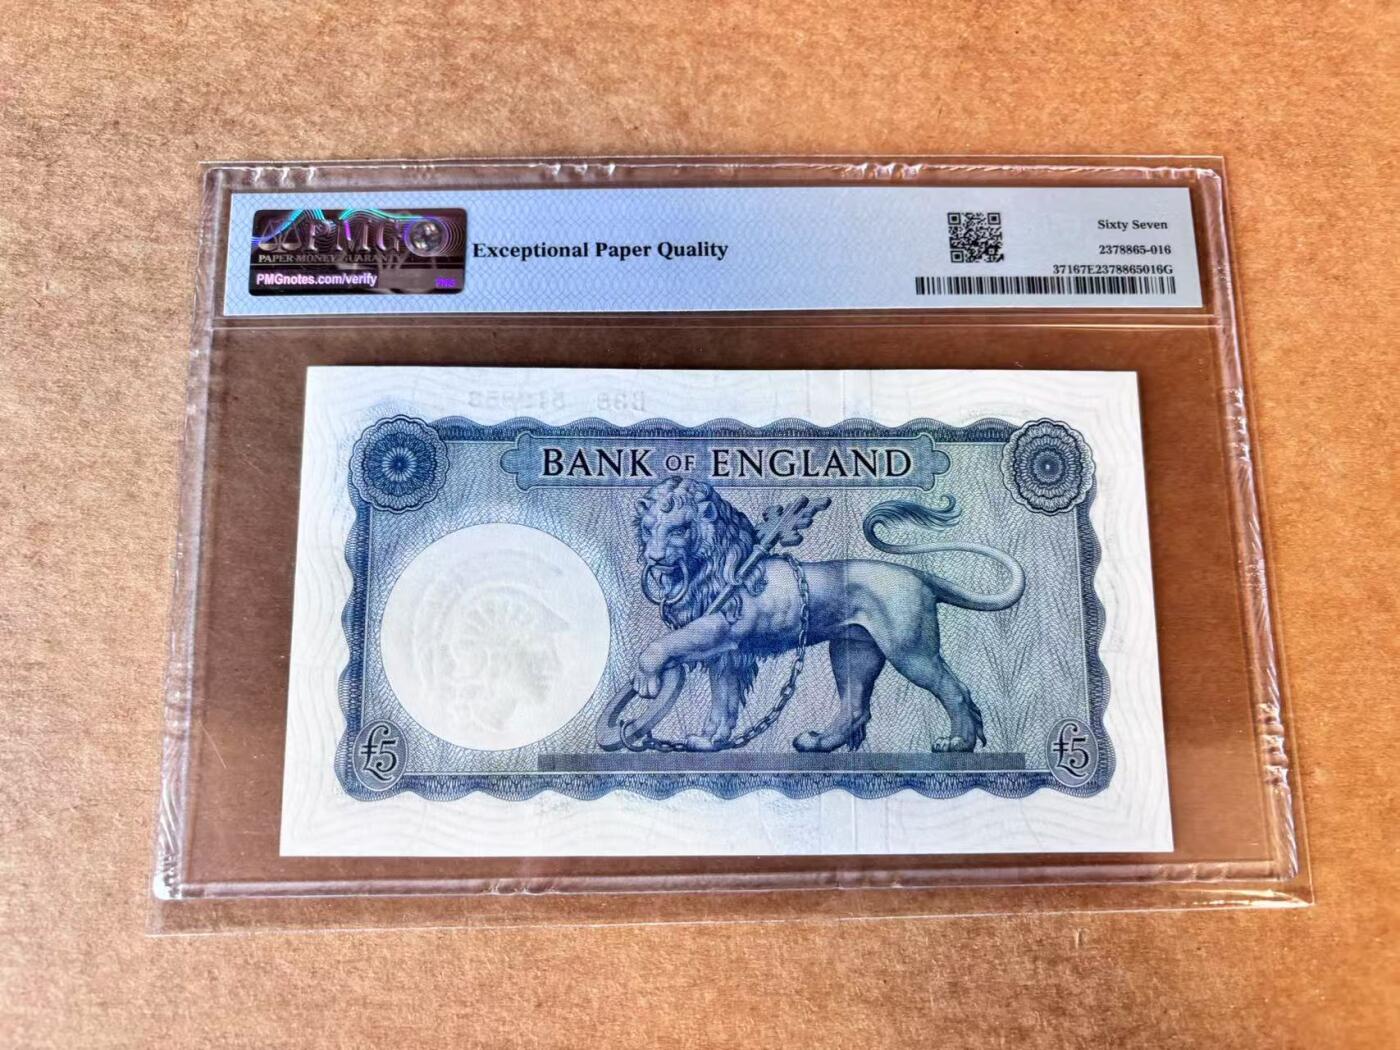 PMG
PAPER MONEY GUARANTY
PMGnotes.com/verify
Exceptional Paper Quality
Sixty Seven
2378865-016
37167E2378865016G
BANK OF ENGLAND
£5
£5